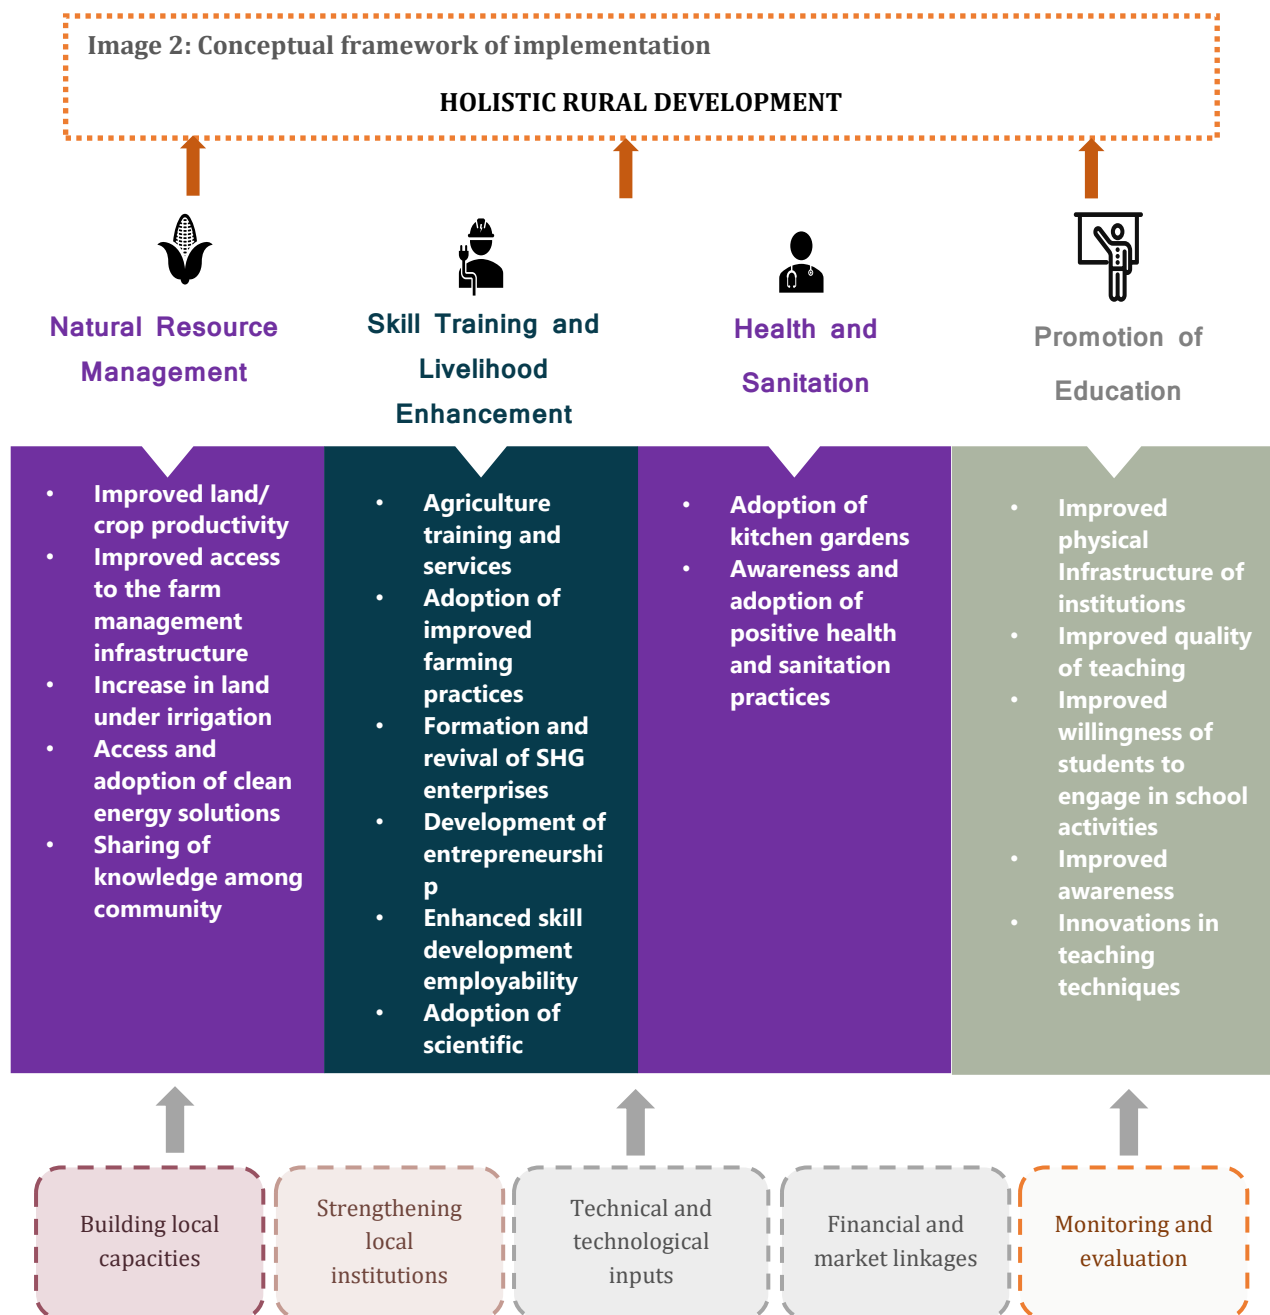 Image 2: Conceptual framework of implementation
HOLISTIC RURAL DEVELOPMENT
Natural Resource
Management
Skill Training and
Livelihood
Enhancement
Health and
Sanitation
Promotion of
Education
• Improved land/
crop productivity
• Improved access
to the farm
management
infrastructure
• Increase in land
under irrigation
• Access and
adoption of clean
energy solutions
• Sharing of
knowledge among
community
• Agriculture
training and
services
• Adoption of
improved
farming
practices
• Formation and
revival of SHG
enterprises
• Development of
entrepreneurshi
p
• Enhanced skill
development
employability
• Adoption of
scientific
• Adoption of
kitchen gardens
• Awareness and
adoption of
positive health
and sanitation
practices
• Improved
physical
Infrastructure of
institutions
• Improved quality
of teaching
• Improved
willingness of
students to
engage in school
activities
• Improved
awareness
• Innovations in
teaching
techniques
Building local
capacities
Strengthening
local
institutions
Technical and
technological
inputs
Financial and
market linkages
Monitoring and
evaluation